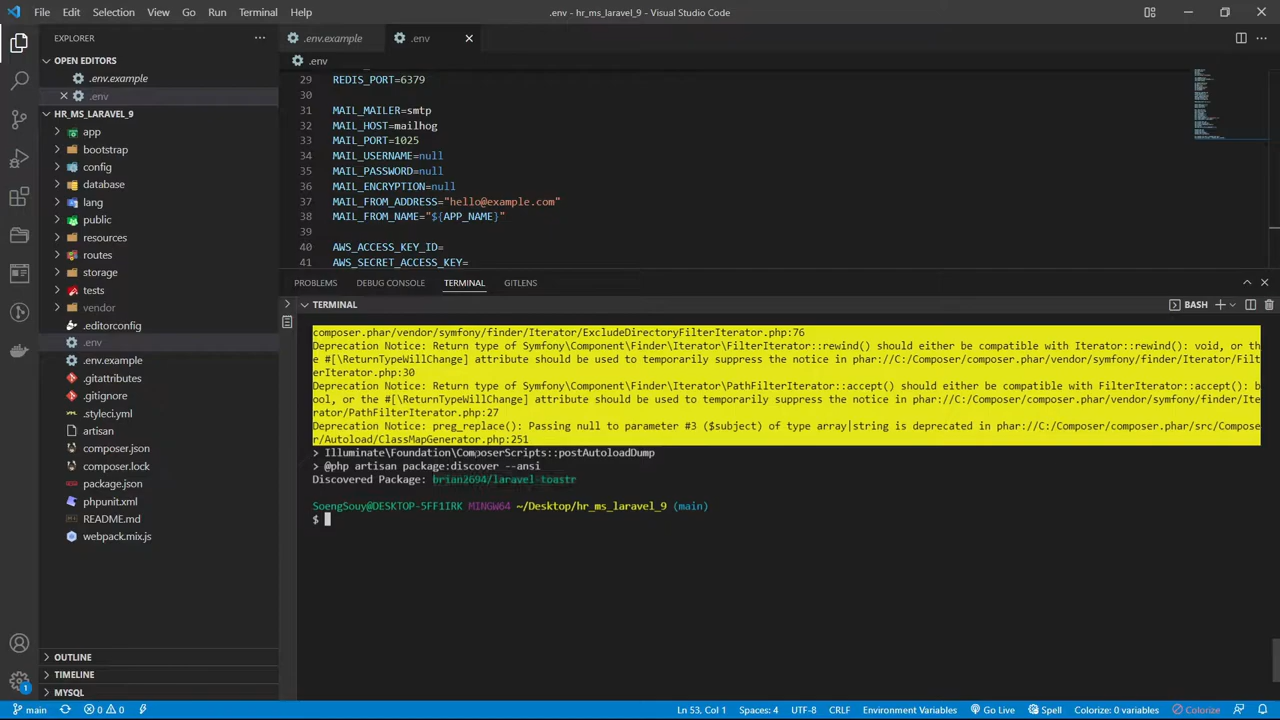 File Edit Selection View Go Run Terminal Help
.env - hr_ms_laravel_9 - Visual Studio Code
EXPLORER
OPEN EDITORS
.env.example
.env
HR_MS_LARAVEL_9
app
bootstrap
config
database
lang
public
resources
routes
storage
tests
vendor
.editorconfig
.env
.env.example
.gitattributes
.gitignore
.styleci.yml
artisan
composer.json
composer.lock
package.json
phpunit.xml
README.md
webpack.mix.js
OUTLINE
TIMELINE
MYSQL
.env.example
.env
.env
29 REDIS_PORT=6379
30
31 MAIL_MAILER=smtp
32 MAIL_HOST=mailhog
33 MAIL_PORT=1025
34 MAIL_USERNAME=null
35 MAIL_PASSWORD=null
36 MAIL_ENCRYPTION=null
37 MAIL_FROM_ADDRESS="hello@example.com"
38 MAIL_FROM_NAME="${APP_NAME}"
39
40 AWS_ACCESS_KEY_ID=
41 AWS_SECRET_ACCESS_KEY=
PROBLEMS DEBUG CONSOLE TERMINAL GITLENS
TERMINAL
BASH
composer.phar/vendor/symfony/finder/Iterator/ExcludeDirectoryFilterIterator.php:76
Deprecation Notice: Return type of Symfony\Component\Finder\Iterator\FilterIterator::rewind() should either be compatible with Iterator::rewind(): void, or th
e #[\ReturnTypeWillChange] attribute should be used to temporarily suppress the notice in phar://C:/Composer/composer.phar/vendor/symfony/finder/Iterator/Filt
erIterator.php:30
Deprecation Notice: Return type of Symfony\Component\Finder\Iterator\PathFilterIterator::accept() should either be compatible with FilterIterator::accept(): b
ool, or the #[\ReturnTypeWillChange] attribute should be used to temporarily suppress the notice in phar://C:/Composer/composer.phar/vendor/symfony/finder/Ite
rator/PathFilterIterator.php:27
Deprecation Notice: preg_replace(): Passing null to parameter #3 ($subject) of type array|string is deprecated in phar://C:/Composer/composer.phar/src/Compose
r/Autoload/ClassMapGenerator.php:251
> Illuminate\Foundation\ComposerScripts::postAutoloadDump
> @php artisan package:discover --ansi
Discovered Package: brian2694/laravel-toastr
SoengSouy@DESKTOP-5FF1IRK MINGW64 ~/Desktop/hr_ms_laravel_9 (main)
$
1
main 0 0 Ln 53, Col 1 Spaces: 4 UTF-8 CRLF Environment Variables Go Live Spell Colorize: 0 variables Colorize